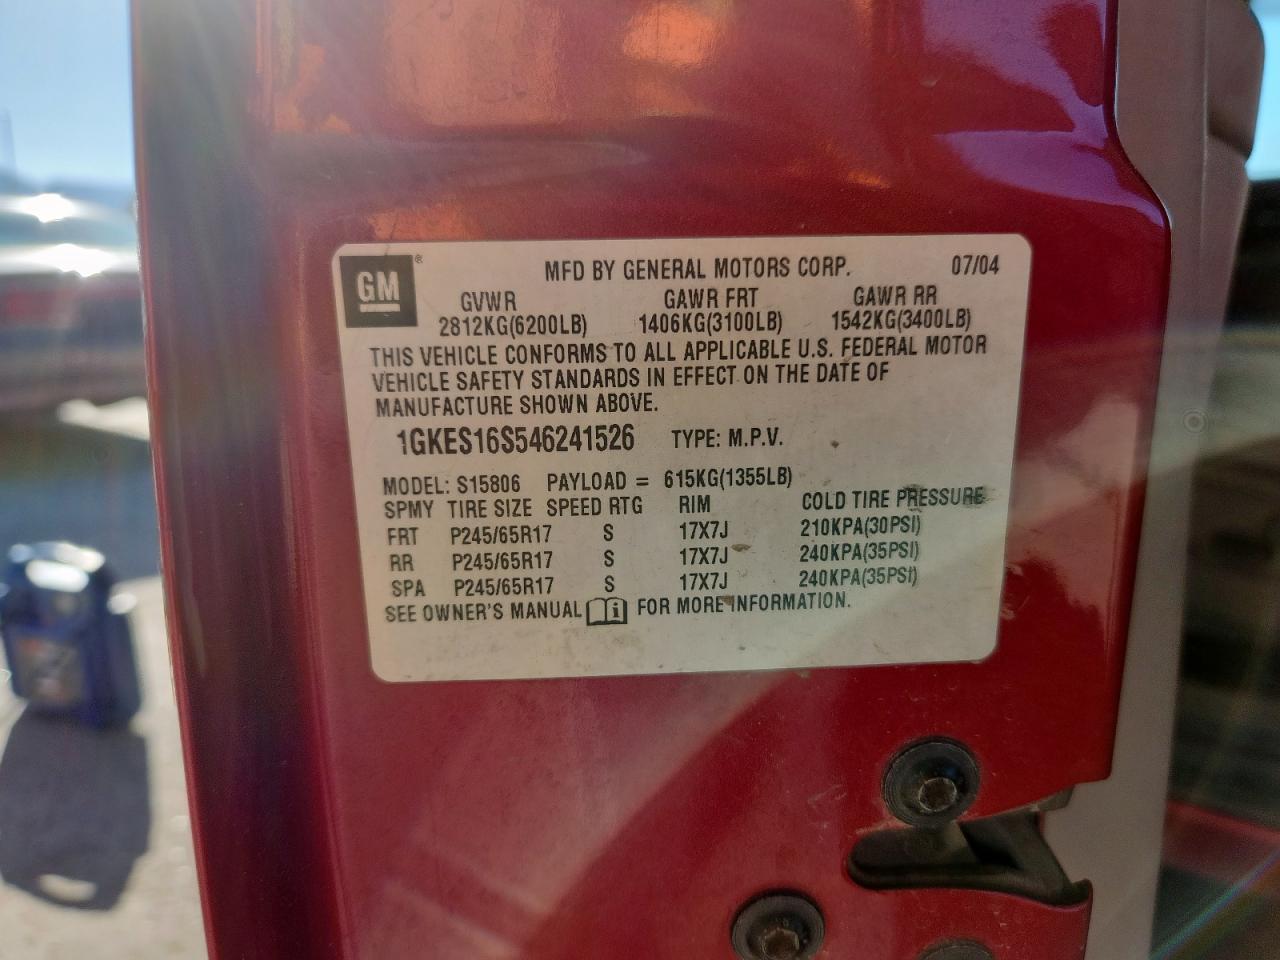 GM ® MFD BY GENERAL MOTORS CORP. 07/04
GVWR GAWR FRT GAWR RR
2812KG(6200LB) 1406KG(3100LB) 1542KG(3400LB)
THIS VEHICLE CONFORMS TO ALL APPLICABLE U.S. FEDERAL MOTOR
VEHICLE SAFETY STANDARDS IN EFFECT ON THE DATE OF
MANUFACTURE SHOWN ABOVE.
1GKES16S546241526 TYPE: M.P.V.
MODEL: S15806 PAYLOAD = 615KG(1355LB)
SPMY TIRE SIZE SPEED RTG RIM COLD TIRE PRESSURE
FRT P245/65R17 S 17X7J 210KPA(30PSI)
RR P245/65R17 S 17X7J 240KPA(35PSI)
SPA P245/65R17 S 17X7J 240KPA(35PSI)
SEE OWNER'S MANUAL FOR MORE INFORMATION.